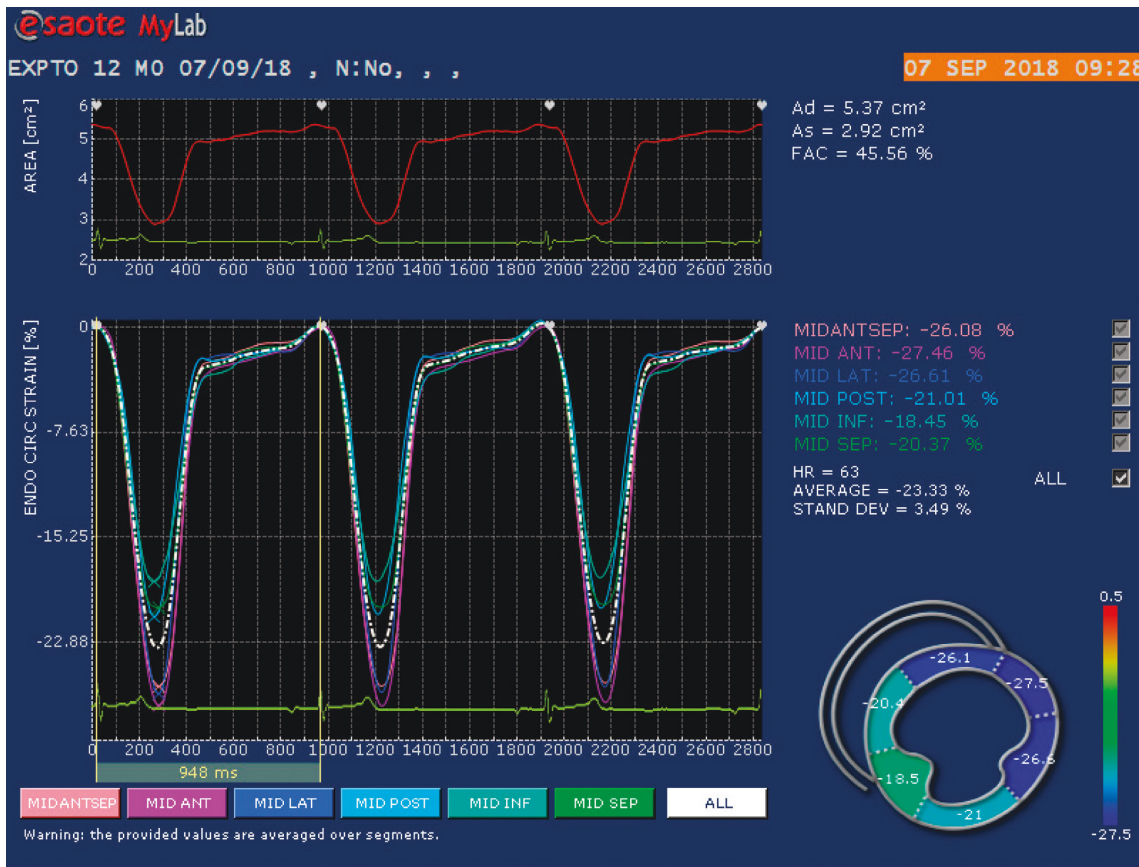 esaote MyLab
EXPTO 12 MO 07/09/18 , N:No, , ,
07 SEP 2018 09:28
AREA [cm²]
6
5
4
3
2
0 200 400 600 800 1000 1200 1400 1600 1800 2000 2200 2400 2600 2800
Ad = 5.37 cm²
As = 2.92 cm²
FAC = 45.56 %
ENDO CIRC STRAIN [%]
0
-7.63
-15.25
-22.88
0 200 400 600 800 1000 1200 1400 1600 1800 2000 2200 2400 2600 2800
948 ms
MIDANTSEP: -26.08 %
MID ANT: -27.46 %
MID LAT: -26.61 %
MID POST: -21.01 %
MID INF: -18.45 %
MID SEP: -20.37 %
HR = 63
AVERAGE = -23.33 %
STAND DEV = 3.49 %
ALL
0.5
-26.1
-27.5
-20.4
-26.6
-18.5
-21
-27.5
MIDANTSEP MID ANT MID LAT MID POST MID INF MID SEP ALL
Warning: the provided values are averaged over segments.